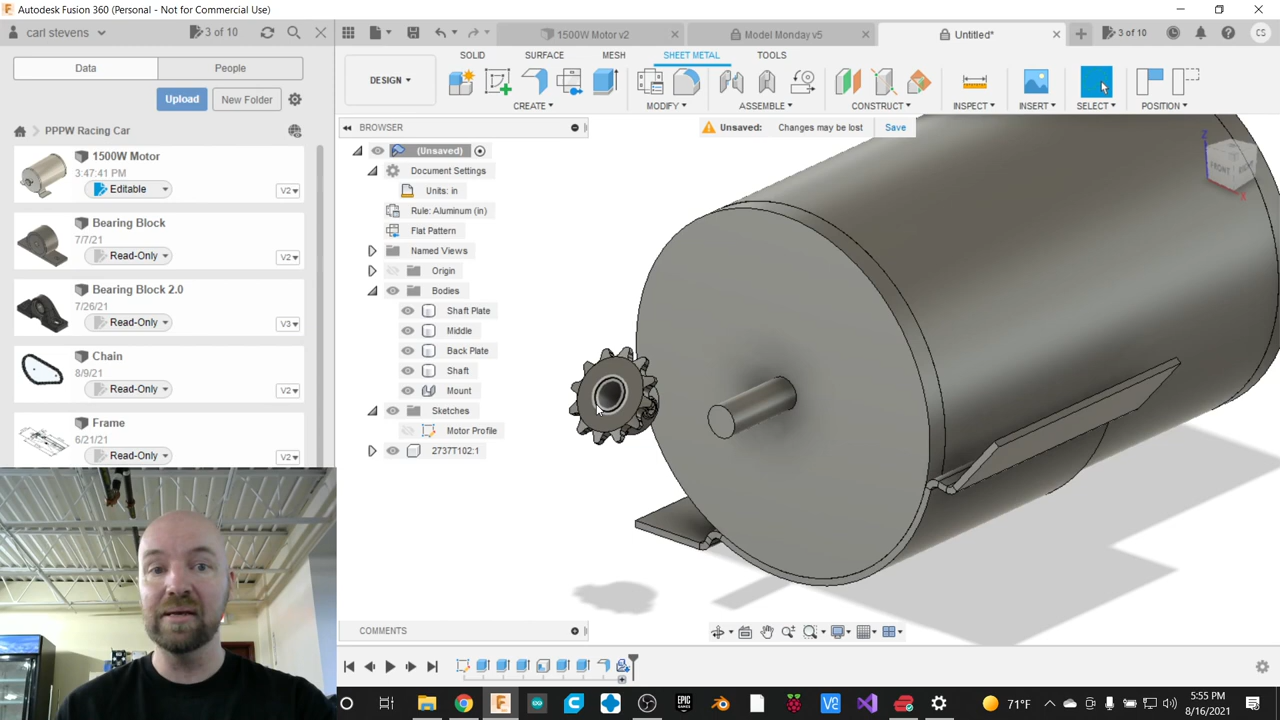 Autodesk Fusion 360 (Personal - Not for Commercial Use)
carl stevens
3 of 10
1500W Motor v2
Model Monday v5
Untitled*
3 of 10
CS
Data
People
Upload
New Folder
PPPW Racing Car
1500W Motor
3:47:41 PM
Editable
V2
Bearing Block
7/7/21
Read-Only
V2
Bearing Block 2.0
7/26/21
Read-Only
V3
Chain
8/9/21
Read-Only
V2
Frame
6/21/21
Read-Only
V2
DESIGN
SOLID
SURFACE
MESH
SHEET METAL
TOOLS
CREATE
MODIFY
ASSEMBLE
CONSTRUCT
INSPECT
INSERT
SELECT
POSITION
BROWSER
Unsaved:
Changes may be lost
Save
(Unsaved)
Document Settings
Units: in
Rule: Aluminum (in)
Flat Pattern
Named Views
Origin
Bodies
Shaft Plate
Middle
Back Plate
Shaft
Mount
Sketches
Motor Profile
2737T102:1
Z
FRONT
X
COMMENTS
EPIC
GAMES
71°F
5:55 PM
8/16/2021